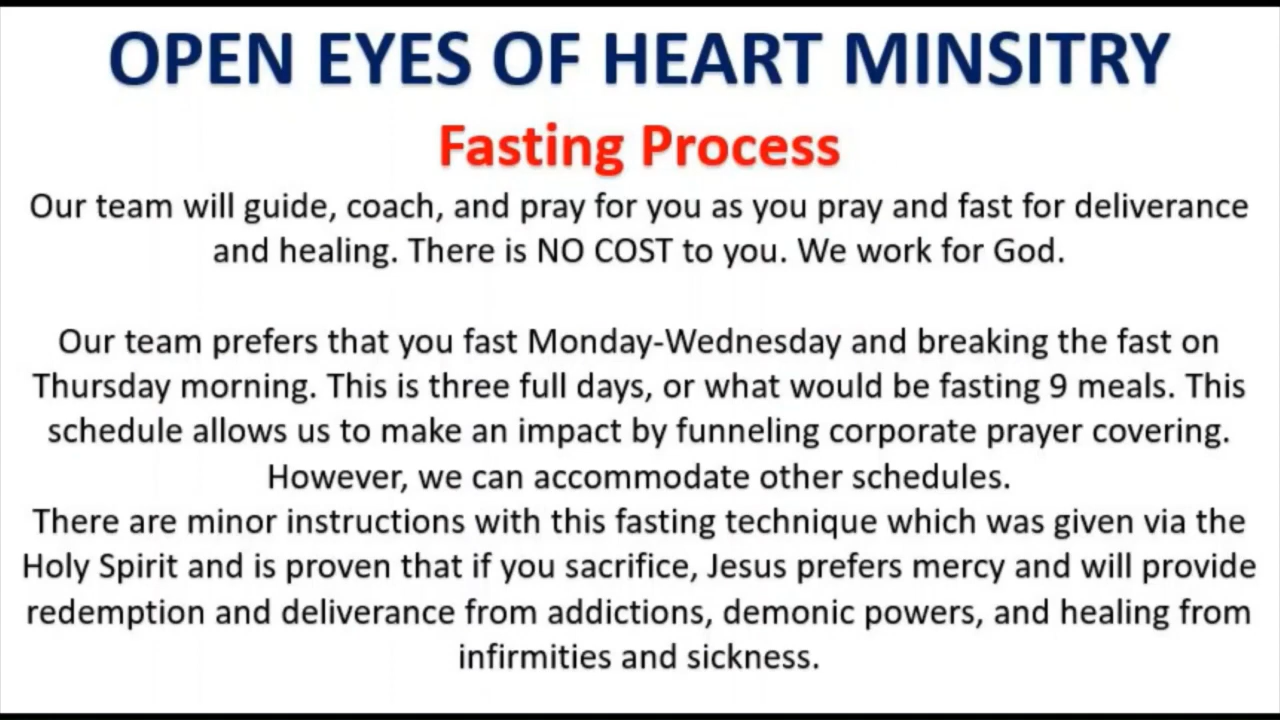 OPEN EYES OF HEART MINSITRY
Fasting Process
Our team will guide, coach, and pray for you as you pray and fast for deliverance
and healing. There is NO COST to you. We work for God.
Our team prefers that you fast Monday-Wednesday and breaking the fast on
Thursday morning. This is three full days, or what would be fasting 9 meals. This
schedule allows us to make an impact by funneling corporate prayer covering.
However, we can accommodate other schedules.
There are minor instructions with this fasting technique which was given via the
Holy Spirit and is proven that if you sacrifice, Jesus prefers mercy and will provide
redemption and deliverance from addictions, demonic powers, and healing from
infirmities and sickness.